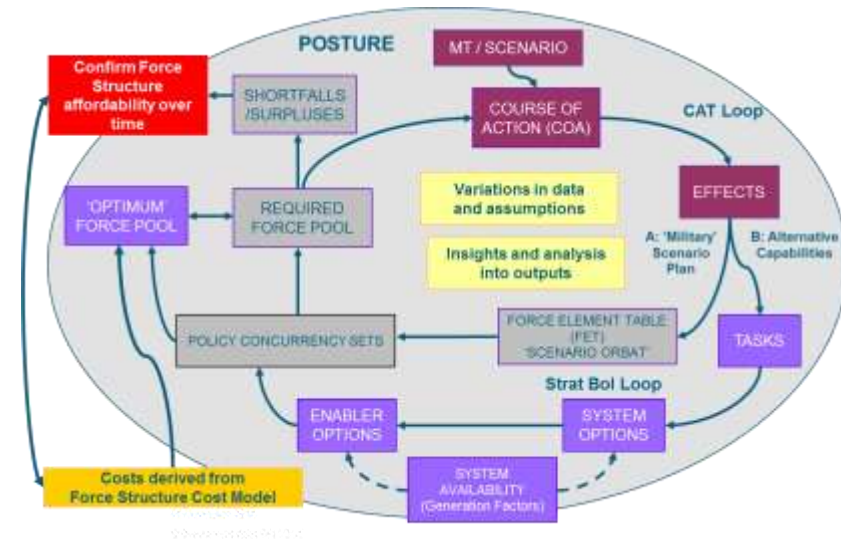 POSTURE
MT / SCENARIO
Confirm Force
Structure
affordability over
time
SHORTFALLS
/SURPLUSES
COURSE OF
ACTION (COA)
CAT Loop
Variations in data
and assumptions
EFFECTS
'OPTIMUM'
FORCE POOL
REQUIRED
FORCE POOL
Insights and analysis
into outputs
A: 'Military'
Scenario
Plan
B: Alternative
Capabilities
POLICY CONCURRENCY SETS
FORCE ELEMENT TABLE
(FET)
'SCENARIO ORBAT'
TASKS
Strat Bol Loop
ENABLER
OPTIONS
SYSTEM
OPTIONS
SYSTEM
AVAILABILITY
(Generation Factors)
Costs derived from
Force Structure Cost Model